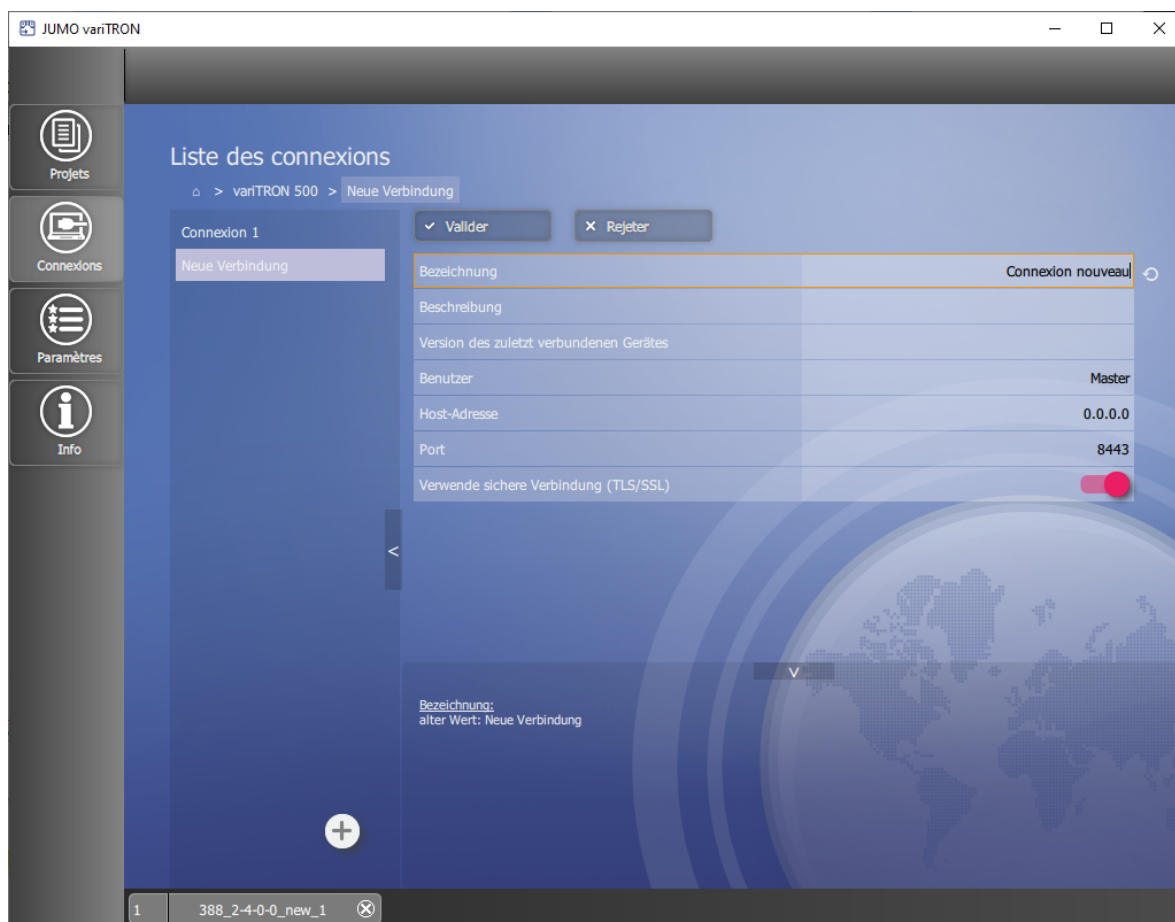 JUMO variTRON
Projets
Connexions
Paramètres
Info
Liste des connexions
> variTRON 500 > Neue Verbindung
Connexion 1
Neue Verbindung
Valider
Rejeter
Bezeichnung Connexion nouveau
Beschreibung
Version des zuletzt verbundenen Gerätes
Benutzer Master
Host-Adresse 0.0.0.0
Port 8443
Verwende sichere Verbindung (TLS/SSL)
Bezeichnung:
alter Wert: Neue Verbindung
1 388_2-4-0-0_new_1